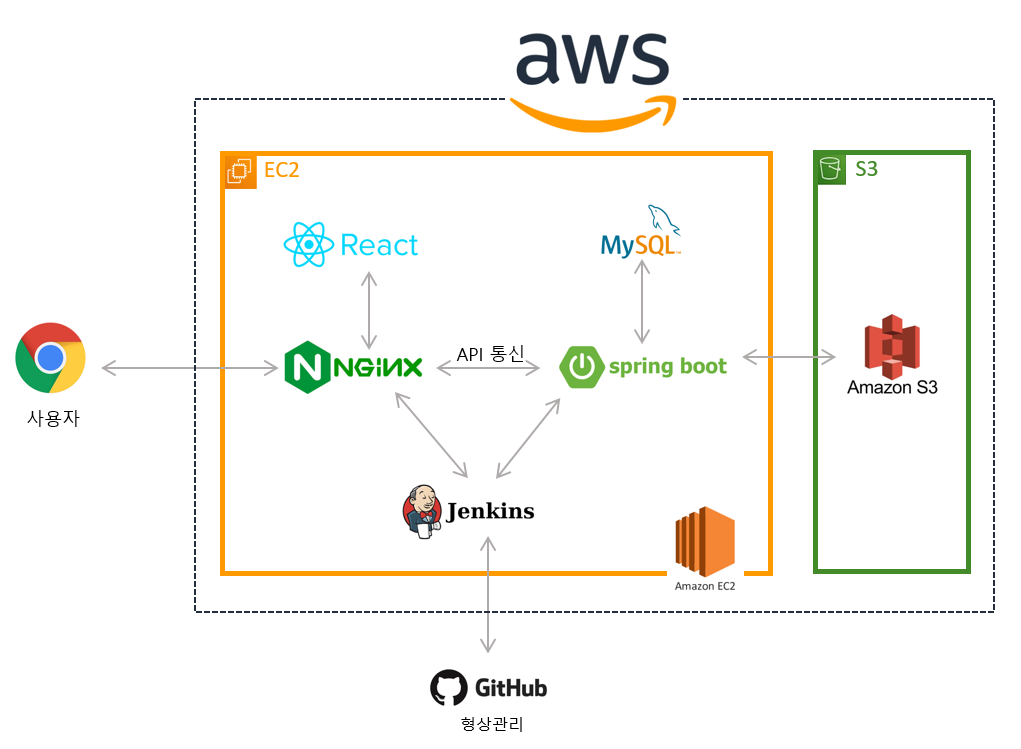 aws
EC2
S3
React
MySQL
사용자
N NGINX
API 통신
spring boot
Amazon S3
Jenkins
Amazon EC2
GitHub
형상관리